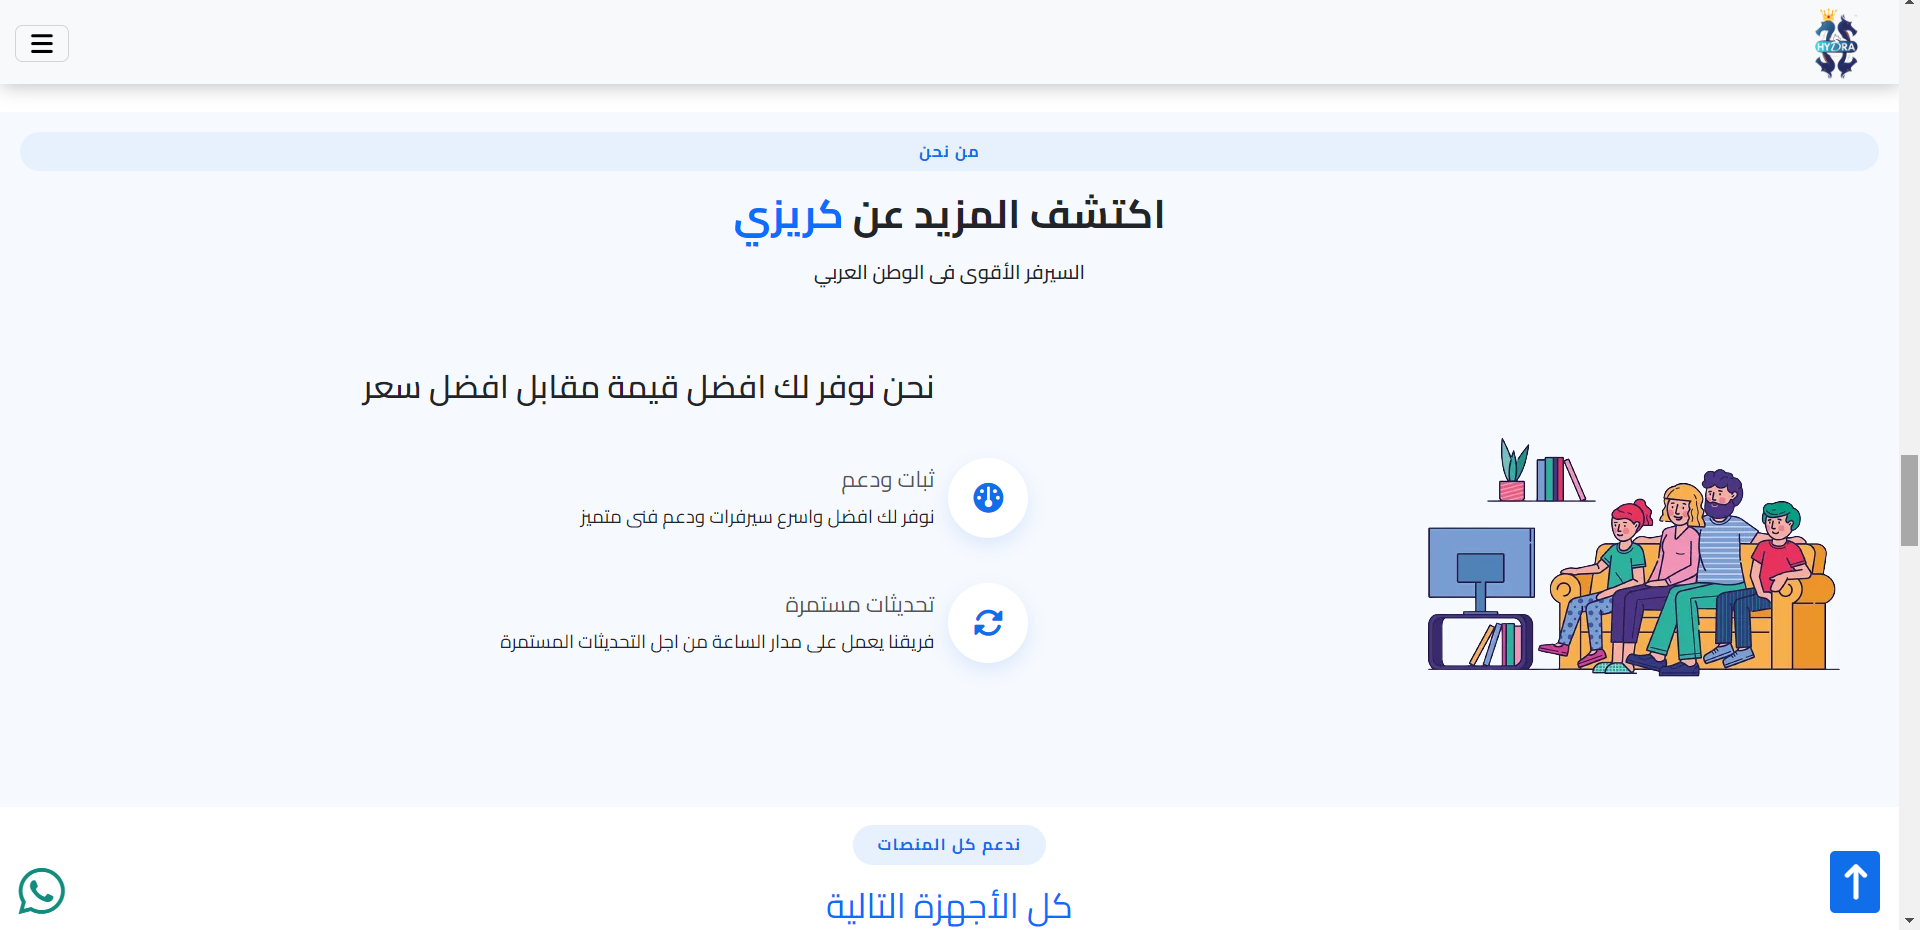 HYDRA
من نحن
اكتشف المزيد عن كريزي
السيرفر الأقوى فى الوطن العربي
نحن نوفر لك افضل قيمة مقابل افضل سعر
ثبات ودعم
نوفر لك افضل واسرع سيرفرات ودعم فنى متميز
تحديثات مستمرة
فريقنا يعمل على مدار الساعة من اجل التحديثات المستمرة
ندعم كل المنصات
كل الأجهزة التالية